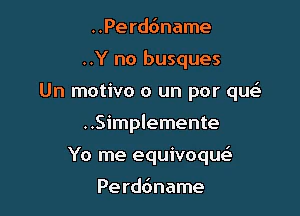 ..Perdóname
..Y no busques
Un motivo o un por qué
..Simplemente
Yo me equivoqué
Perdóname